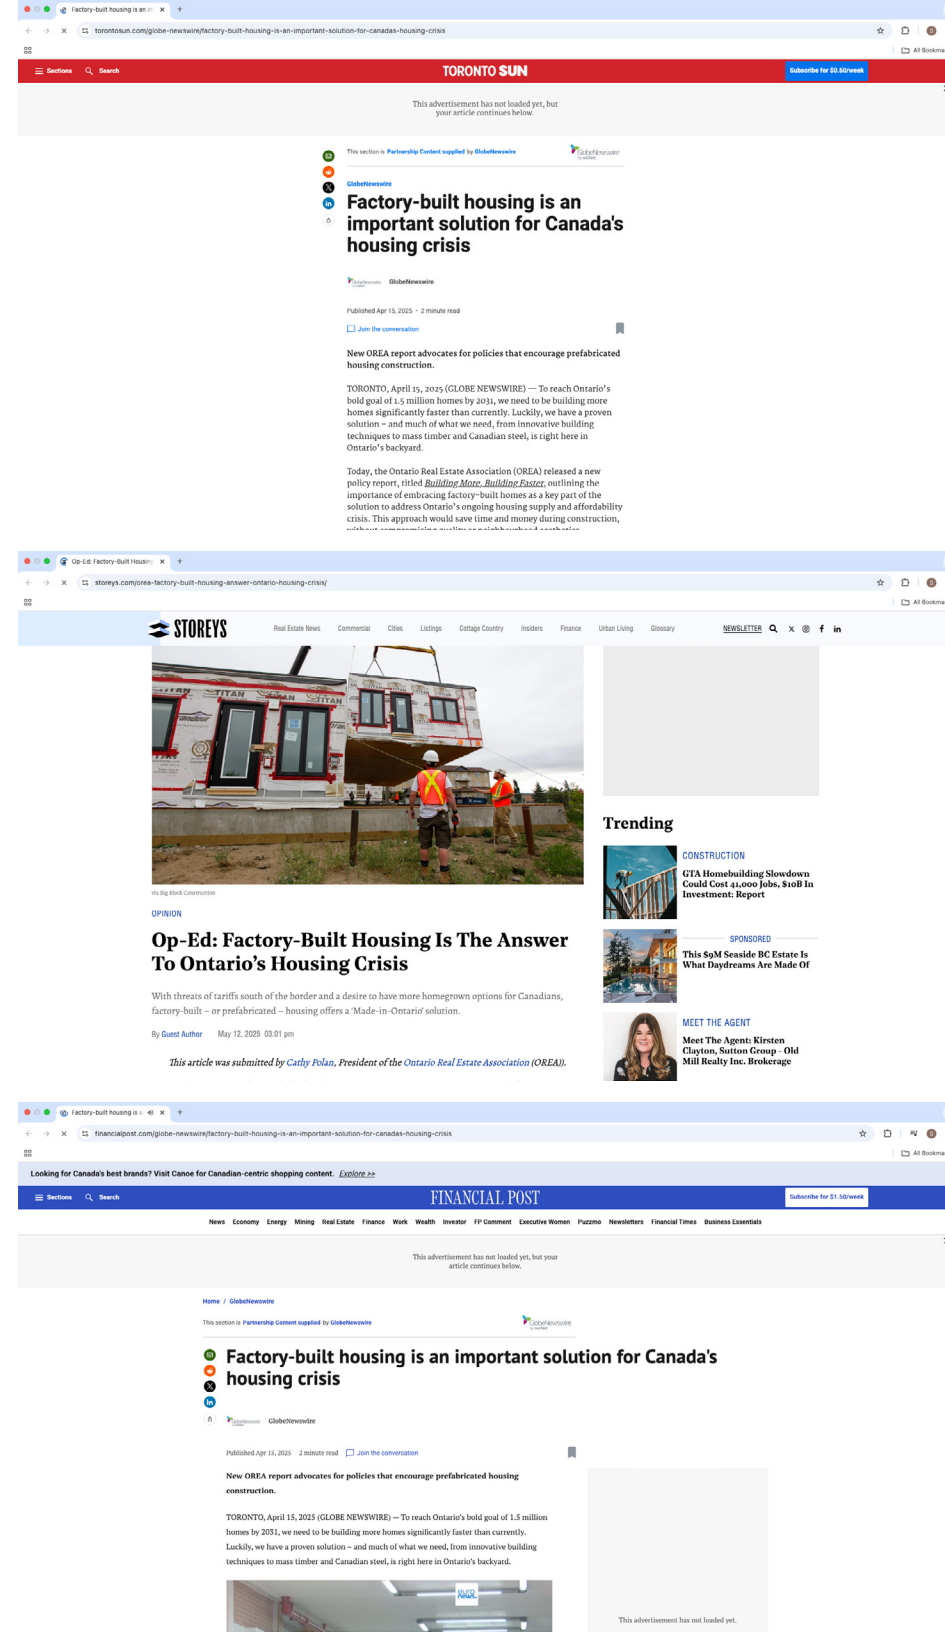 Factory-built housing is an in
torontosun.com/globe-newswire/factory-built-housing-is-an-important-solution-for-canadas-housing-crisis
All Bookma
Sections
Search
TORONTO SUN
Subscribe for $0.50/week
This advertisement has not loaded yet, but
your article continues below.
This section is Partnership Content supplied by GlobeNewswire
GlobeNewswire
by notified
GlobeNewswire
Factory-built housing is an
important solution for Canada's
housing crisis
GlobeNewswire
Published Apr 15, 2025 • 2 minute read
Join the conversation
New OREA report advocates for policies that encourage prefabricated
housing construction.
TORONTO, April 15, 2025 (GLOBE NEWSWIRE) — To reach Ontario's
bold goal of 1.5 million homes by 2031, we need to be building more
homes significantly faster than currently. Luckily, we have a proven
solution – and much of what we need, from innovative building
techniques to mass timber and Canadian steel, is right here in
Ontario's backyard.
Today, the Ontario Real Estate Association (OREA) released a new
policy report, titled Building More, Building Faster, outlining the
importance of embracing factory-built homes as a key part of the
solution to address Ontario's ongoing housing supply and affordability
crisis. This approach would save time and money during construction,
without compromising quality or neighbourhood aesthetics.
Op-Ed: Factory-Built Housing
storeys.com/orea-factory-built-housing-answer-ontario-housing-crisis/
All Bookma
STOREYS
Real Estate News Commercial Cities Listings Cottage Country Insiders Finance Urban Living Glossary
NEWSLETTER
TITAN TITAN TITAN
via Big Block Construction
OPINION
Op-Ed: Factory-Built Housing Is The Answer
To Ontario's Housing Crisis
With threats of tariffs south of the border and a desire to have more homegrown options for Canadians,
factory-built – or prefabricated – housing offers a 'Made-in-Ontario' solution.
By Guest Author May 12, 2025 03:01 pm
This article was submitted by Cathy Polan, President of the Ontario Real Estate Association (OREA)).
Trending
CONSTRUCTION
GTA Homebuilding Slowdown
Could Cost 41,000 Jobs, $10B In
Investment: Report
SPONSORED
This $9M Seaside BC Estate Is
What Daydreams Are Made Of
MEET THE AGENT
Meet The Agent: Kirsten
Clayton, Sutton Group - Old
Mill Realty Inc. Brokerage
Factory-built housing is a
financialpost.com/globe-newswire/factory-built-housing-is-an-important-solution-for-canadas-housing-crisis
All Bookma
Looking for Canada's best brands? Visit Canoe for Canadian-centric shopping content. Explore >>
Sections
Search
FINANCIAL POST
Subscribe for $1.50/week
News Economy Energy Mining Real Estate Finance Work Wealth Investor FP Comment Executive Women Puzzmo Newsletters Financial Times Business Essentials
This advertisement has not loaded yet, but your
article continues below.
Home / GlobeNewswire
This section is Partnership Content supplied by GlobeNewswire
GlobeNewswire
by notified
Factory-built housing is an important solution for Canada's
housing crisis
GlobeNewswire
Published Apr 15, 2025 2 minute read Join the conversation
New OREA report advocates for policies that encourage prefabricated housing
construction.
TORONTO, April 15, 2025 (GLOBE NEWSWIRE) — To reach Ontario's bold goal of 1.5 million
homes by 2031, we need to be building more homes significantly faster than currently.
Luckily, we have a proven solution – and much of what we need, from innovative building
techniques to mass timber and Canadian steel, is right here in Ontario's backyard.
euro
news.
This advertisement has not loaded yet.